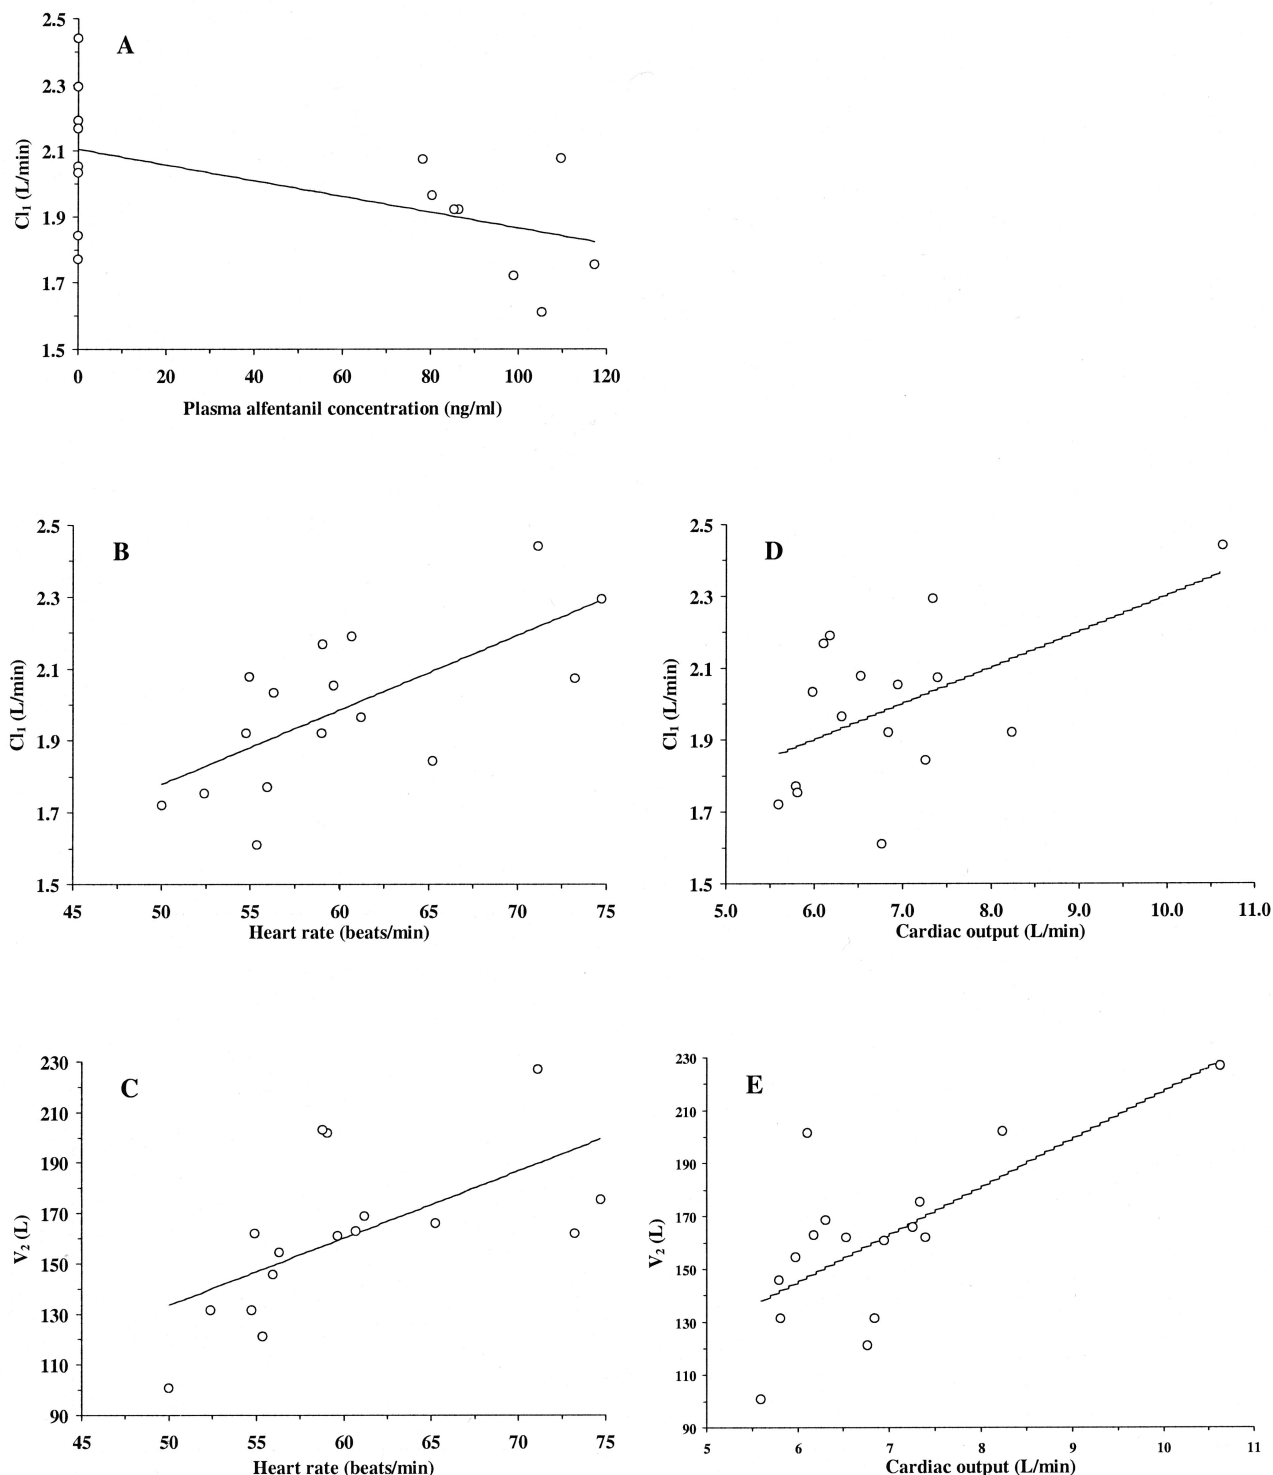 A
2.5
2.3
2.1
1.9
1.7
1.5
Cl1 (L/min)
0 20 40 60 80 100 120
Plasma alfentanil concentration (ng/ml)
B
2.5
2.3
2.1
1.9
1.7
1.5
Cl1 (L/min)
45 50 55 60 65 70 75
Heart rate (beats/min)
D
2.5
2.3
2.1
1.9
1.7
1.5
Cl1 (L/min)
5.0 6.0 7.0 8.0 9.0 10.0 11.0
Cardiac output (L/min)
C
230
210
190
170
150
130
110
90
V2 (L)
45 50 55 60 65 70 75
Heart rate (beats/min)
E
230
210
190
170
150
130
110
90
V2 (L)
5 6 7 8 9 10 11
Cardiac output (L/min)